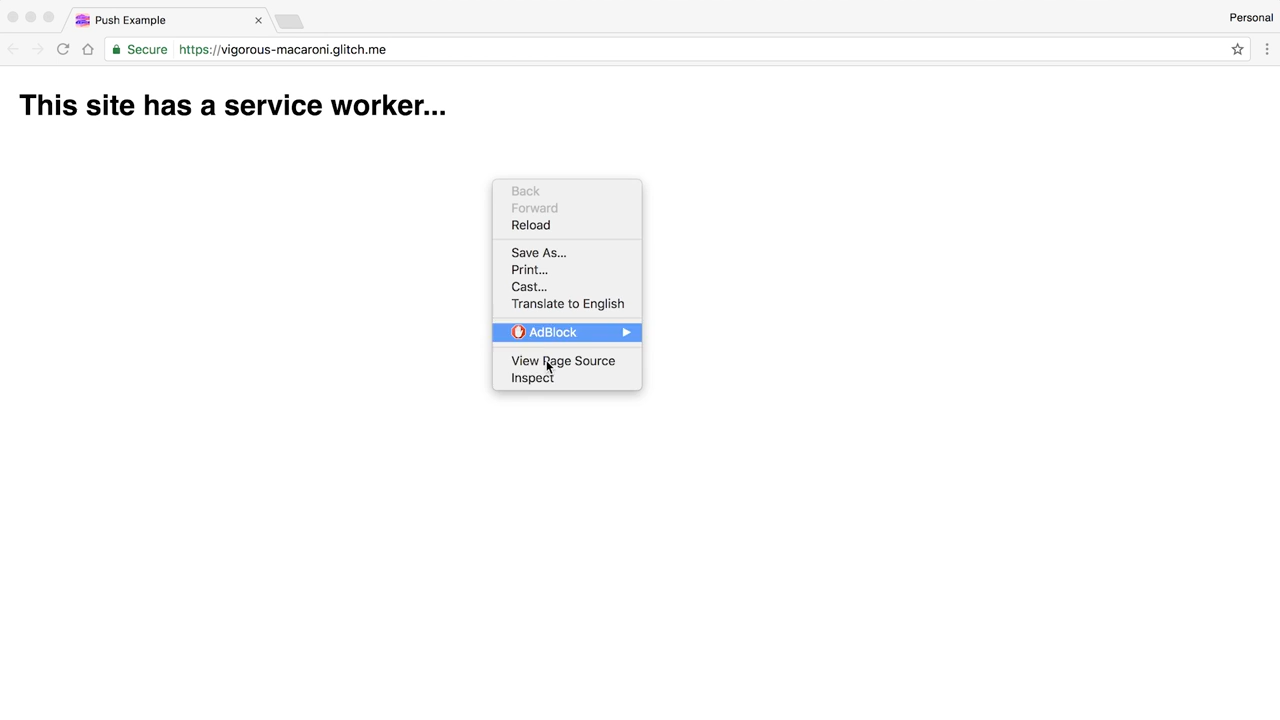 Push Example
Personal
Secure https://vigorous-macaroni.glitch.me
This site has a service worker...
Back
Forward
Reload
Save As...
Print...
Cast...
Translate to English
AdBlock
View Page Source
Inspect